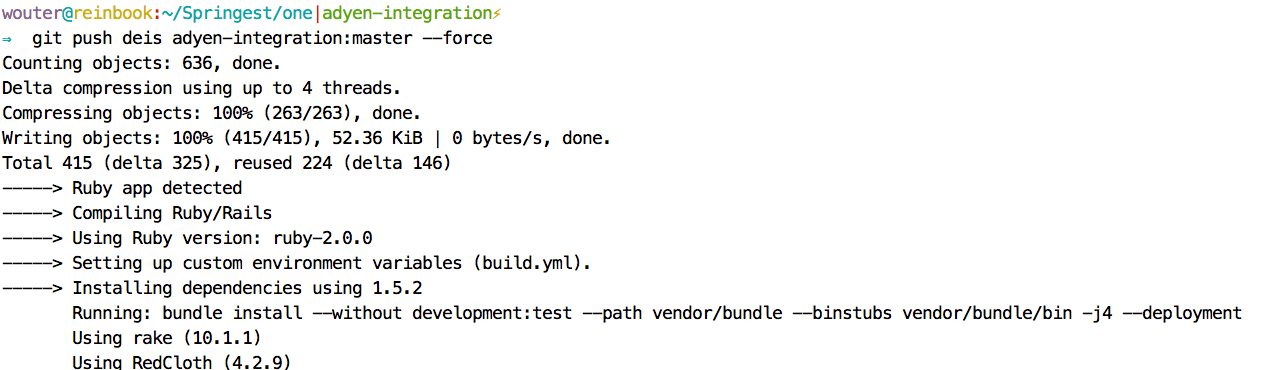 wouter@reinbook:~/Springest/one|adyen-integration⚡
⇒  git push deis adyen-integration:master --force
Counting objects: 636, done.
Delta compression using up to 4 threads.
Compressing objects: 100% (263/263), done.
Writing objects: 100% (415/415), 52.36 KiB | 0 bytes/s, done.
Total 415 (delta 325), reused 224 (delta 146)
-----> Ruby app detected
-----> Compiling Ruby/Rails
-----> Using Ruby version: ruby-2.0.0
-----> Setting up custom environment variables (build.yml).
-----> Installing dependencies using 1.5.2
       Running: bundle install --without development:test --path vendor/bundle --binstubs vendor/bundle/bin -j4 --deployment
       Using rake (10.1.1)
       Using RedCloth (4.2.9)